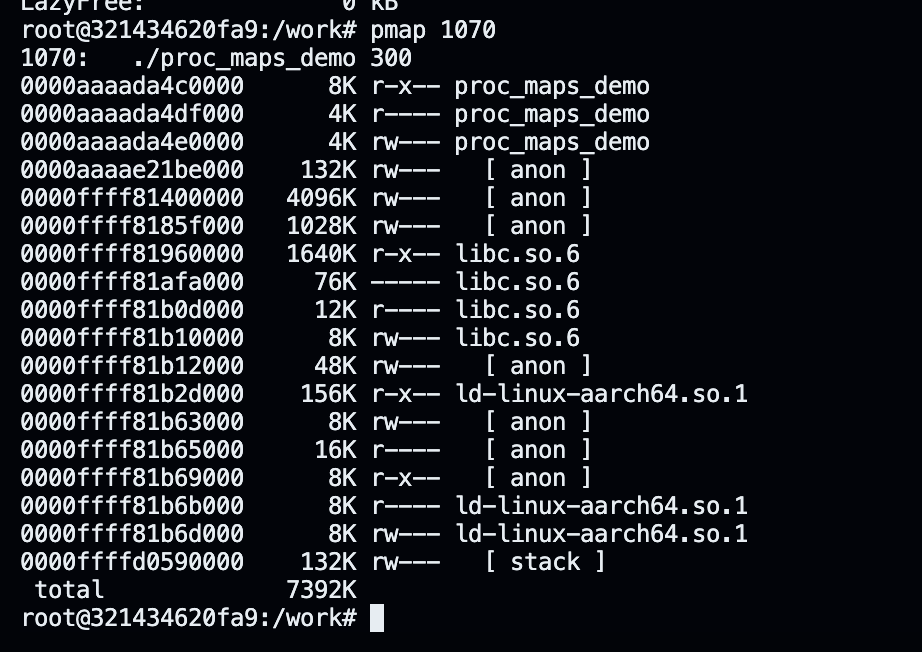 LazyFree:              0 kB
root@321434620fa9:/work# pmap 1070
1070:   ./proc_maps_demo 300
0000aaaada4c0000      8K r-x-- proc_maps_demo
0000aaaada4df000      4K r---- proc_maps_demo
0000aaaada4e0000      4K rw--- proc_maps_demo
0000aaaae21be000    132K rw---   [ anon ]
0000ffff81400000   4096K rw---   [ anon ]
0000ffff8185f000   1028K rw---   [ anon ]
0000ffff81960000   1640K r-x-- libc.so.6
0000ffff81afa000     76K ----- libc.so.6
0000ffff81b0d000     12K r---- libc.so.6
0000ffff81b10000      8K rw--- libc.so.6
0000ffff81b12000     48K rw---   [ anon ]
0000ffff81b2d000    156K r-x-- ld-linux-aarch64.so.1
0000ffff81b63000      8K rw---   [ anon ]
0000ffff81b65000     16K r----   [ anon ]
0000ffff81b69000      8K r-x--   [ anon ]
0000ffff81b6b000      8K r---- ld-linux-aarch64.so.1
0000ffff81b6d000      8K rw--- ld-linux-aarch64.so.1
0000ffffd0590000    132K rw---   [ stack ]
 total             7392K
root@321434620fa9:/work#